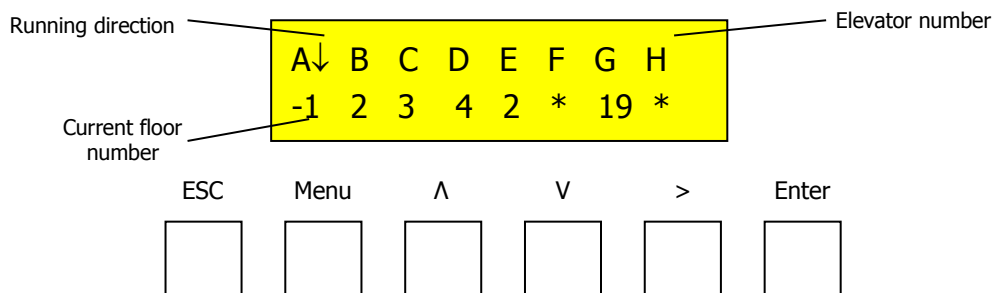 Running direction
Elevator number
A↓ B C D E F G H
-1 2 3 4 2 * 19 *
Current floor
number
ESC Menu Λ V > Enter